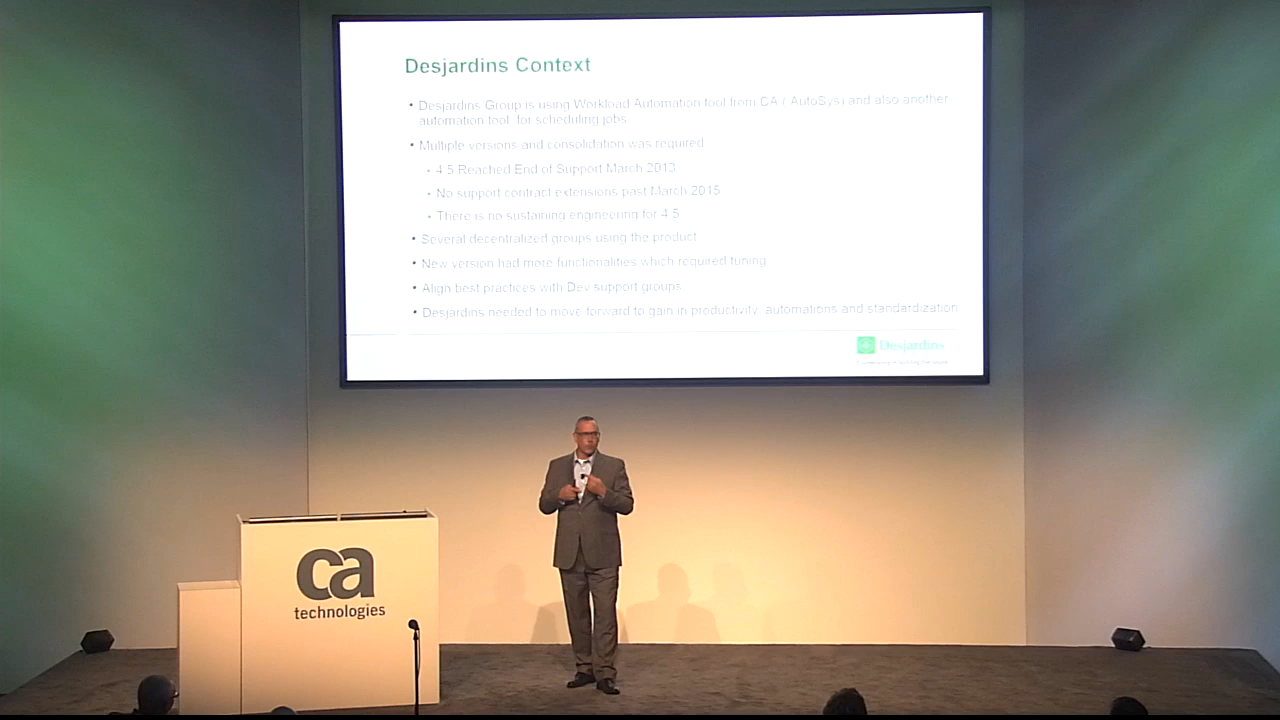 Desjardins Context
• Desjardins Group is using Workload Automation tool from CA ( AutoSys) and also another
automation tool for scheduling jobs
• Multiple versions and consolidation was required
- 4.5 Reached End of Support March 2013
- No support contract extensions past March 2015
- There is no sustaining engineering for 4.5
• Several decentralized groups using the product
• New version had more functionalities which required tuning
• Align best practices with Dev support groups
• Desjardins needed to move forward to gain in productivity, automations and standardization
Desjardins
ca
technologies